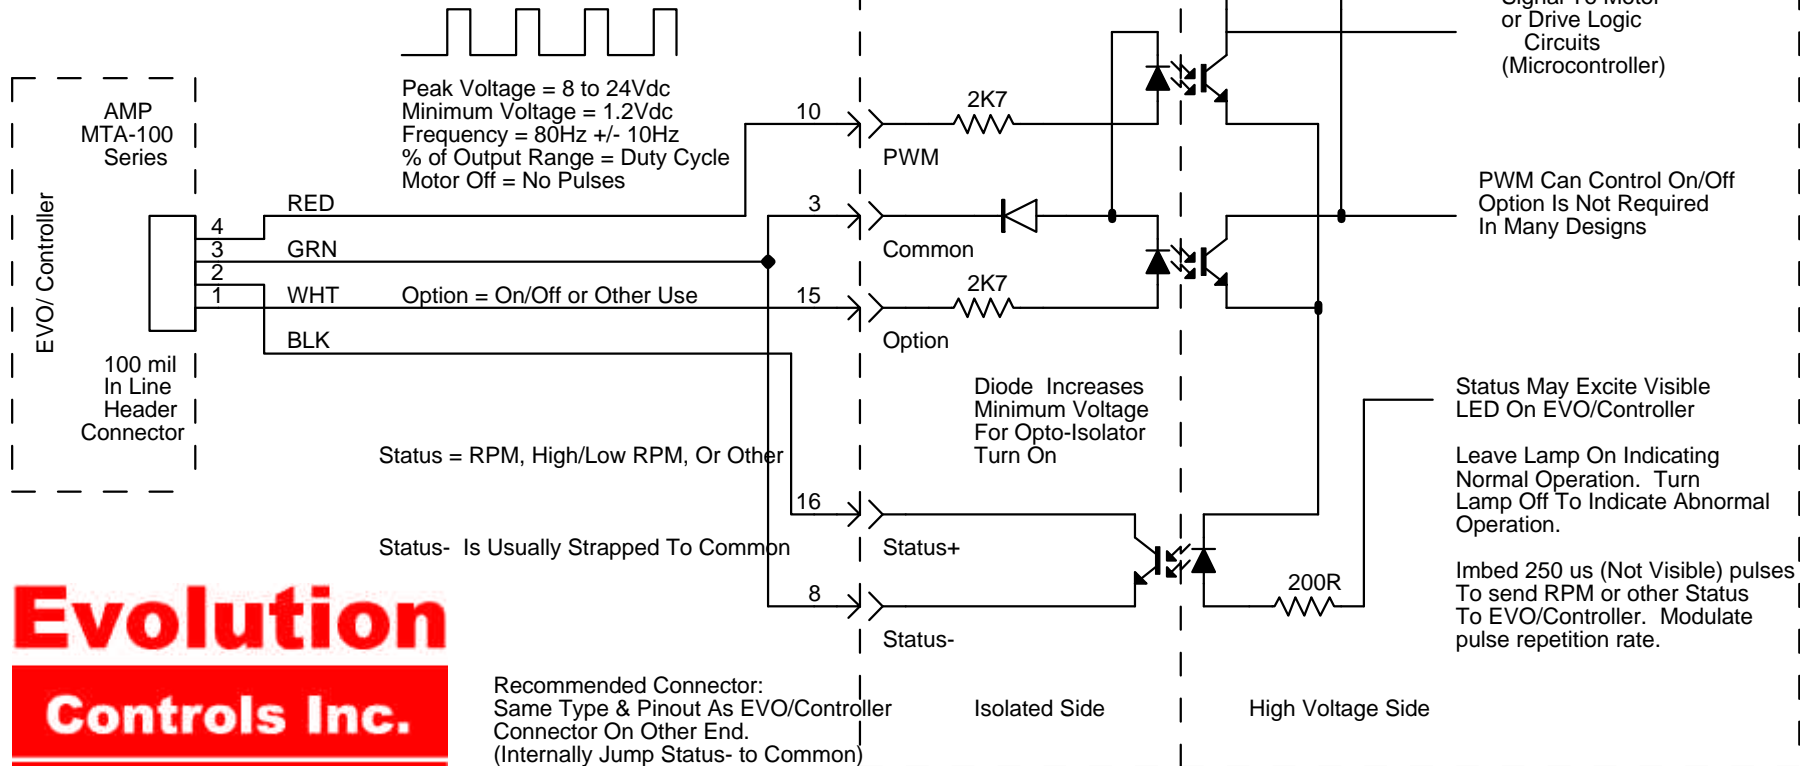 Signal To Motor
or Drive Logic
Circuits
(Microcontroller)
Peak Voltage = 8 to 24Vdc
Minimum Voltage = 1.2Vdc
Frequency = 80Hz +/- 10Hz
% of Output Range = Duty Cycle
Motor Off = No Pulses
AMP
MTA-100
Series
EVO/ Controller
4
3
2
1
RED
GRN
WHT
BLK
Option = On/Off or Other Use
100 mil
In Line
Header
Connector
10
PWM
2K7
3
Common
15
Option
2K7
PWM Can Control On/Off
Option Is Not Required
In Many Designs
Diode Increases
Minimum Voltage
For Opto-Isolator
Turn On
Status May Excite Visible
LED On EVO/Controller
Leave Lamp On Indicating
Normal Operation. Turn
Lamp Off To Indicate Abnormal
Operation.
Imbed 250 us (Not Visible) pulses
To send RPM or other Status
To EVO/Controller. Modulate
pulse repetition rate.
Status = RPM, High/Low RPM, Or Other
Status- Is Usually Strapped To Common
16
Status+
8
Status-
200R
Evolution
Controls Inc.
Recommended Connector:
Same Type & Pinout As EVO/Controller
Connector On Other End.
(Internally Jump Status- to Common)
Isolated Side
High Voltage Side